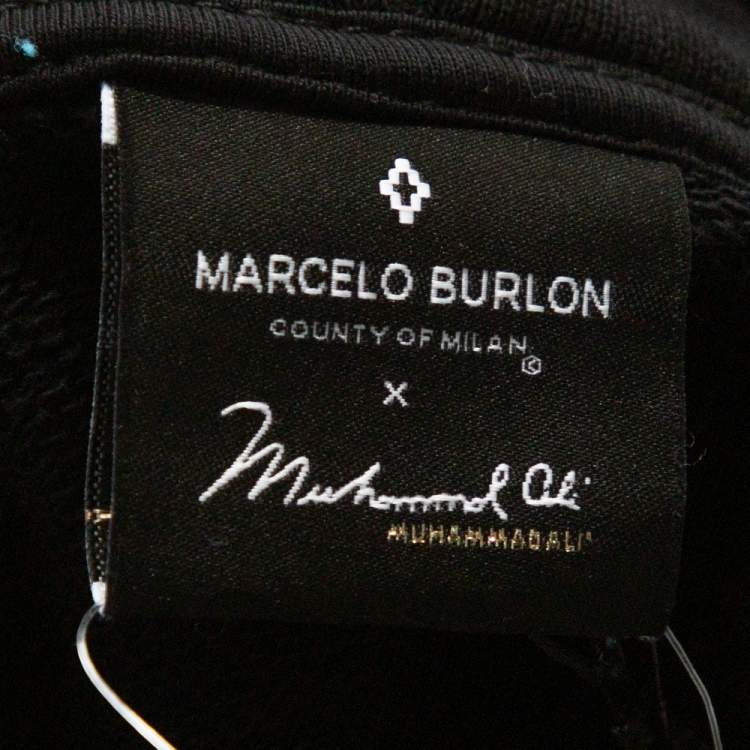 MARCELO BURLON
COUNTY OF MILAN
x
Muhammad Ali
MUHAMMADALI